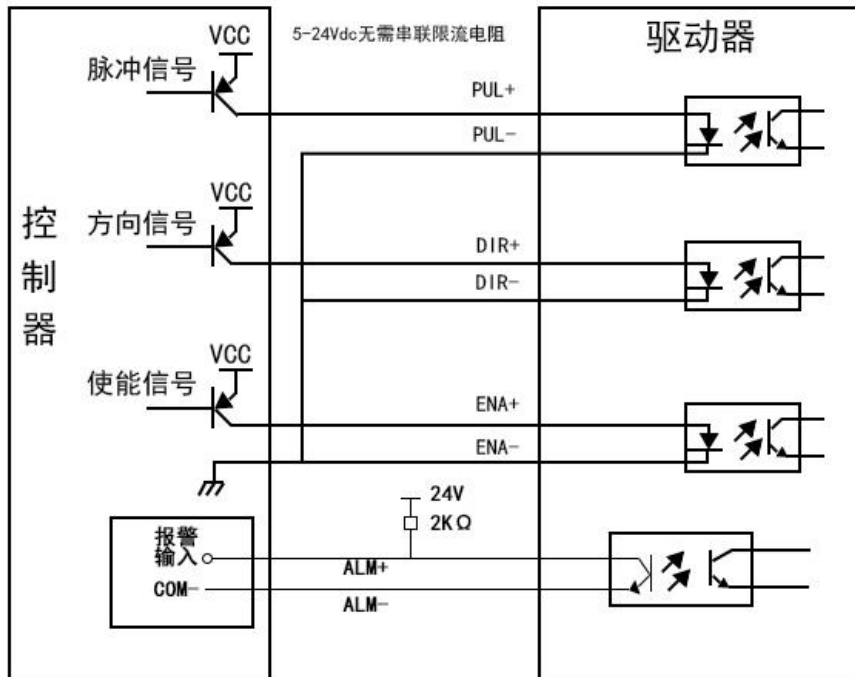 VCC
5-24Vdc无需串联限流电阻
驱动器
脉冲信号
PUL+
PUL-
VCC
方向信号
DIR+
DIR-
控制器
VCC
使能信号
ENA+
ENA-
24V
2KΩ
报警
输入
ALM+
COM-
ALM-